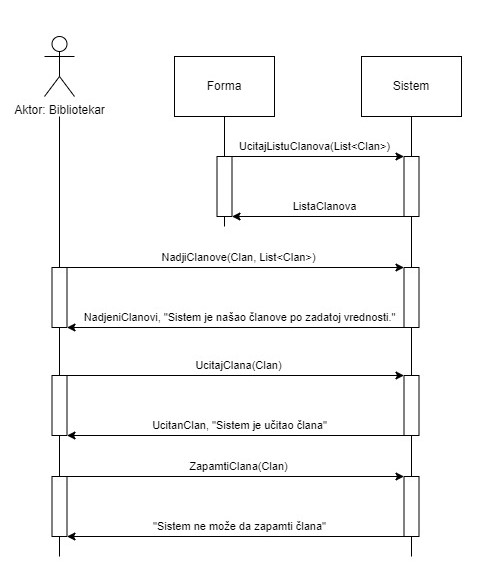 Forma
Sistem
Aktor: Bibliotekar
UcitajListuClanova(List<Clan>)
ListaClanova
NadjiClanove(Clan, List<Clan>)
NadjeniClanovi, "Sistem je našao članove po zadatoj vrednosti."
UcitajClana(Clan)
UcitanClan, "Sistem je učitao člana"
ZapamtiClana(Clan)
"Sistem ne može da zapamti člana"